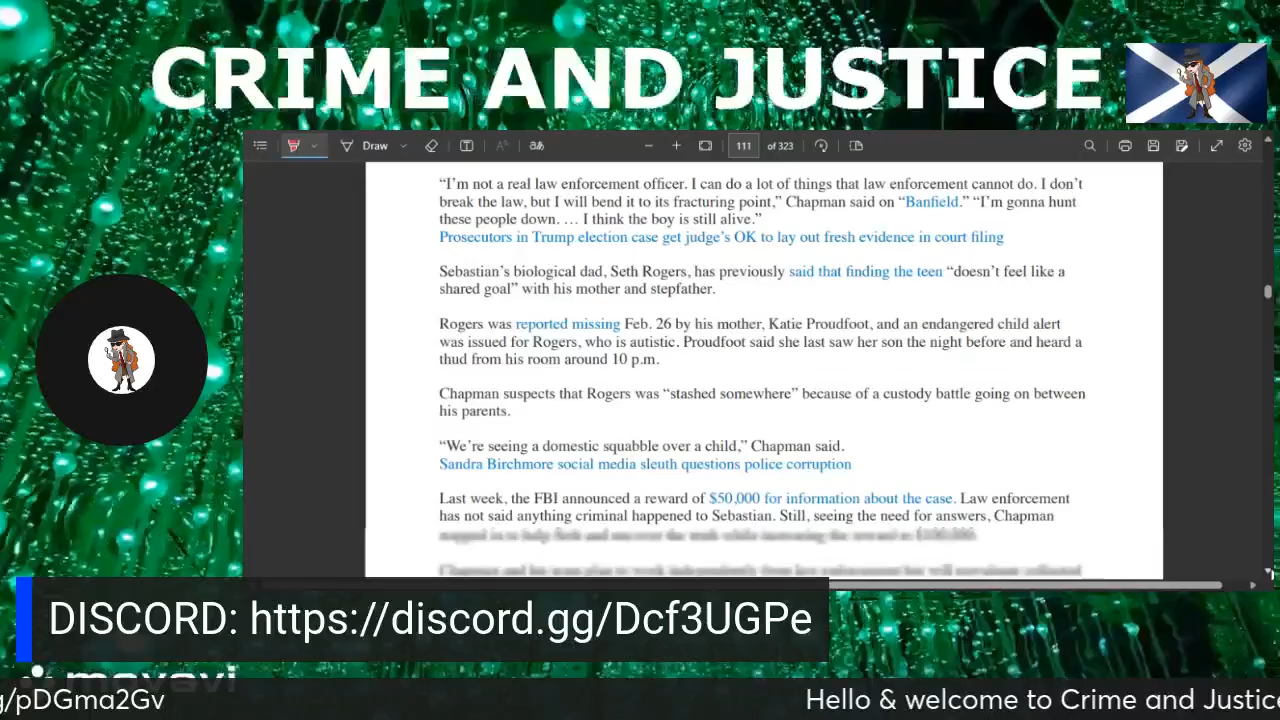 CRIME AND JUSTICE
Draw
111 of 323
“I’m not a real law enforcement officer. I can do a lot of things that law enforcement cannot do. I don’t
break the law, but I will bend it to its fracturing point,” Chapman said on “Banfield.” “I’m gonna hunt
these people down. … I think the boy is still alive.”
Prosecutors in Trump election case get judge’s OK to lay out fresh evidence in court filing
Sebastian’s biological dad, Seth Rogers, has previously said that finding the teen “doesn’t feel like a
shared goal” with his mother and stepfather.
Rogers was reported missing Feb. 26 by his mother, Katie Proudfoot, and an endangered child alert
was issued for Rogers, who is autistic. Proudfoot said she last saw her son the night before and heard a
thud from his room around 10 p.m.
Chapman suspects that Rogers was “stashed somewhere” because of a custody battle going on between
his parents.
“We’re seeing a domestic squabble over a child,” Chapman said.
Sandra Birchmore social media sleuth questions police corruption
Last week, the FBI announced a reward of $50,000 for information about the case. Law enforcement
has not said anything criminal happened to Sebastian. Still, seeing the need for answers, Chapman
DISCORD: https://discord.gg/Dcf3UGPe
g/pDGma2Gv
Hello & welcome to Crime and Justice